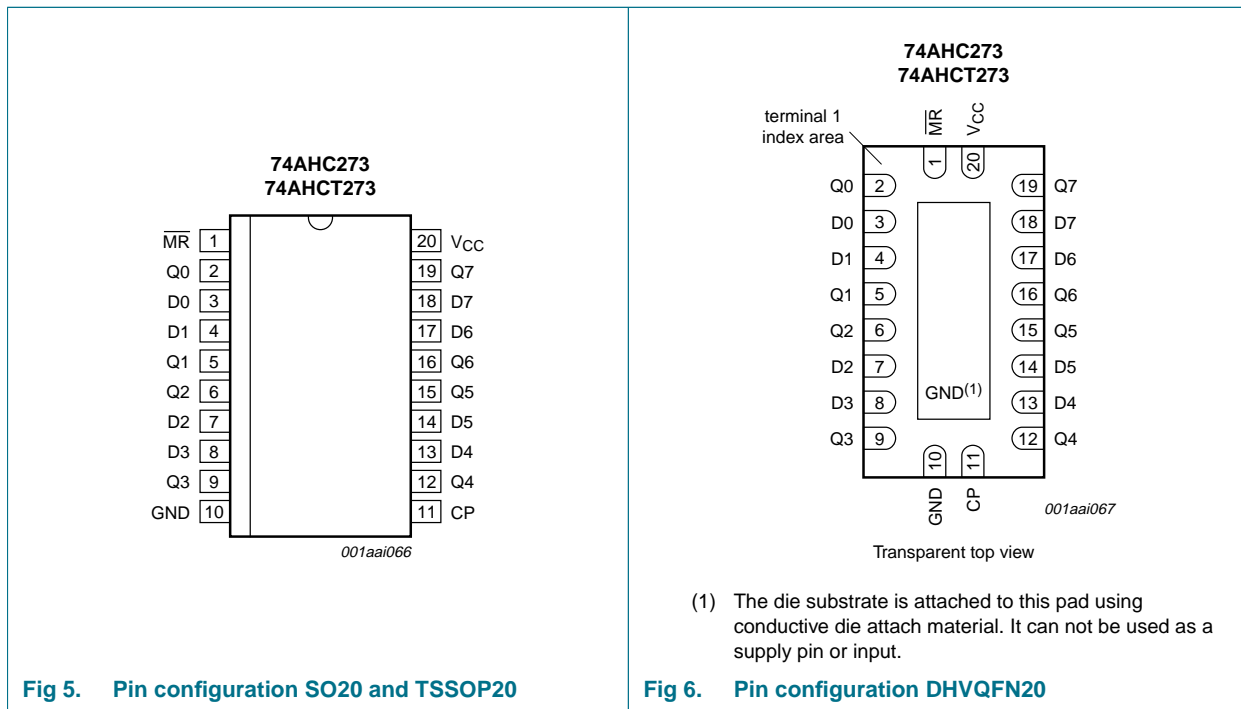 74AHC273
74AHCT273
M̅R̅ 1
Q0 2
D0 3
D1 4
Q1 5
Q2 6
D2 7
D3 8
Q3 9
GND 10
20 VCC
19 Q7
18 D7
17 D6
16 Q6
15 Q5
14 D5
13 D4
12 Q4
11 CP
001aai066
Fig 5. Pin configuration SO20 and TSSOP20
74AHC273
74AHCT273
terminal 1
index area
M̅R̅
VCC
1
20
Q0 2
D0 3
D1 4
Q1 5
Q2 6
D2 7
D3 8
Q3 9
19 Q7
18 D7
17 D6
16 Q6
15 Q5
14 D5
13 D4
12 Q4
GND(1)
10
11
GND
CP
001aai067
Transparent top view
(1) The die substrate is attached to this pad using
conductive die attach material. It can not be used as a
supply pin or input.
Fig 6. Pin configuration DHVQFN20